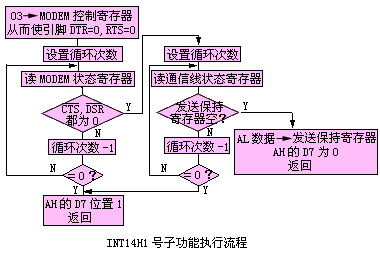 03→MODEM 控制寄存器
从而使引脚 DTR=0, RTS=0
设置循环次数
读 MODEM 状态寄存器
CTS, DSR
都为 0
Y
N
循环次数 -1
N
=0？
Y
AH 的 D7 位置 1
返回
设置循环次数
读通信线状态寄存器
发送保持
寄存器空？
Y
N
循环次数 -1
N
=0？
Y
AL 数据→发送保持寄存器
AH 的 D7 为 0
返回
INT14H1 号子功能执行流程